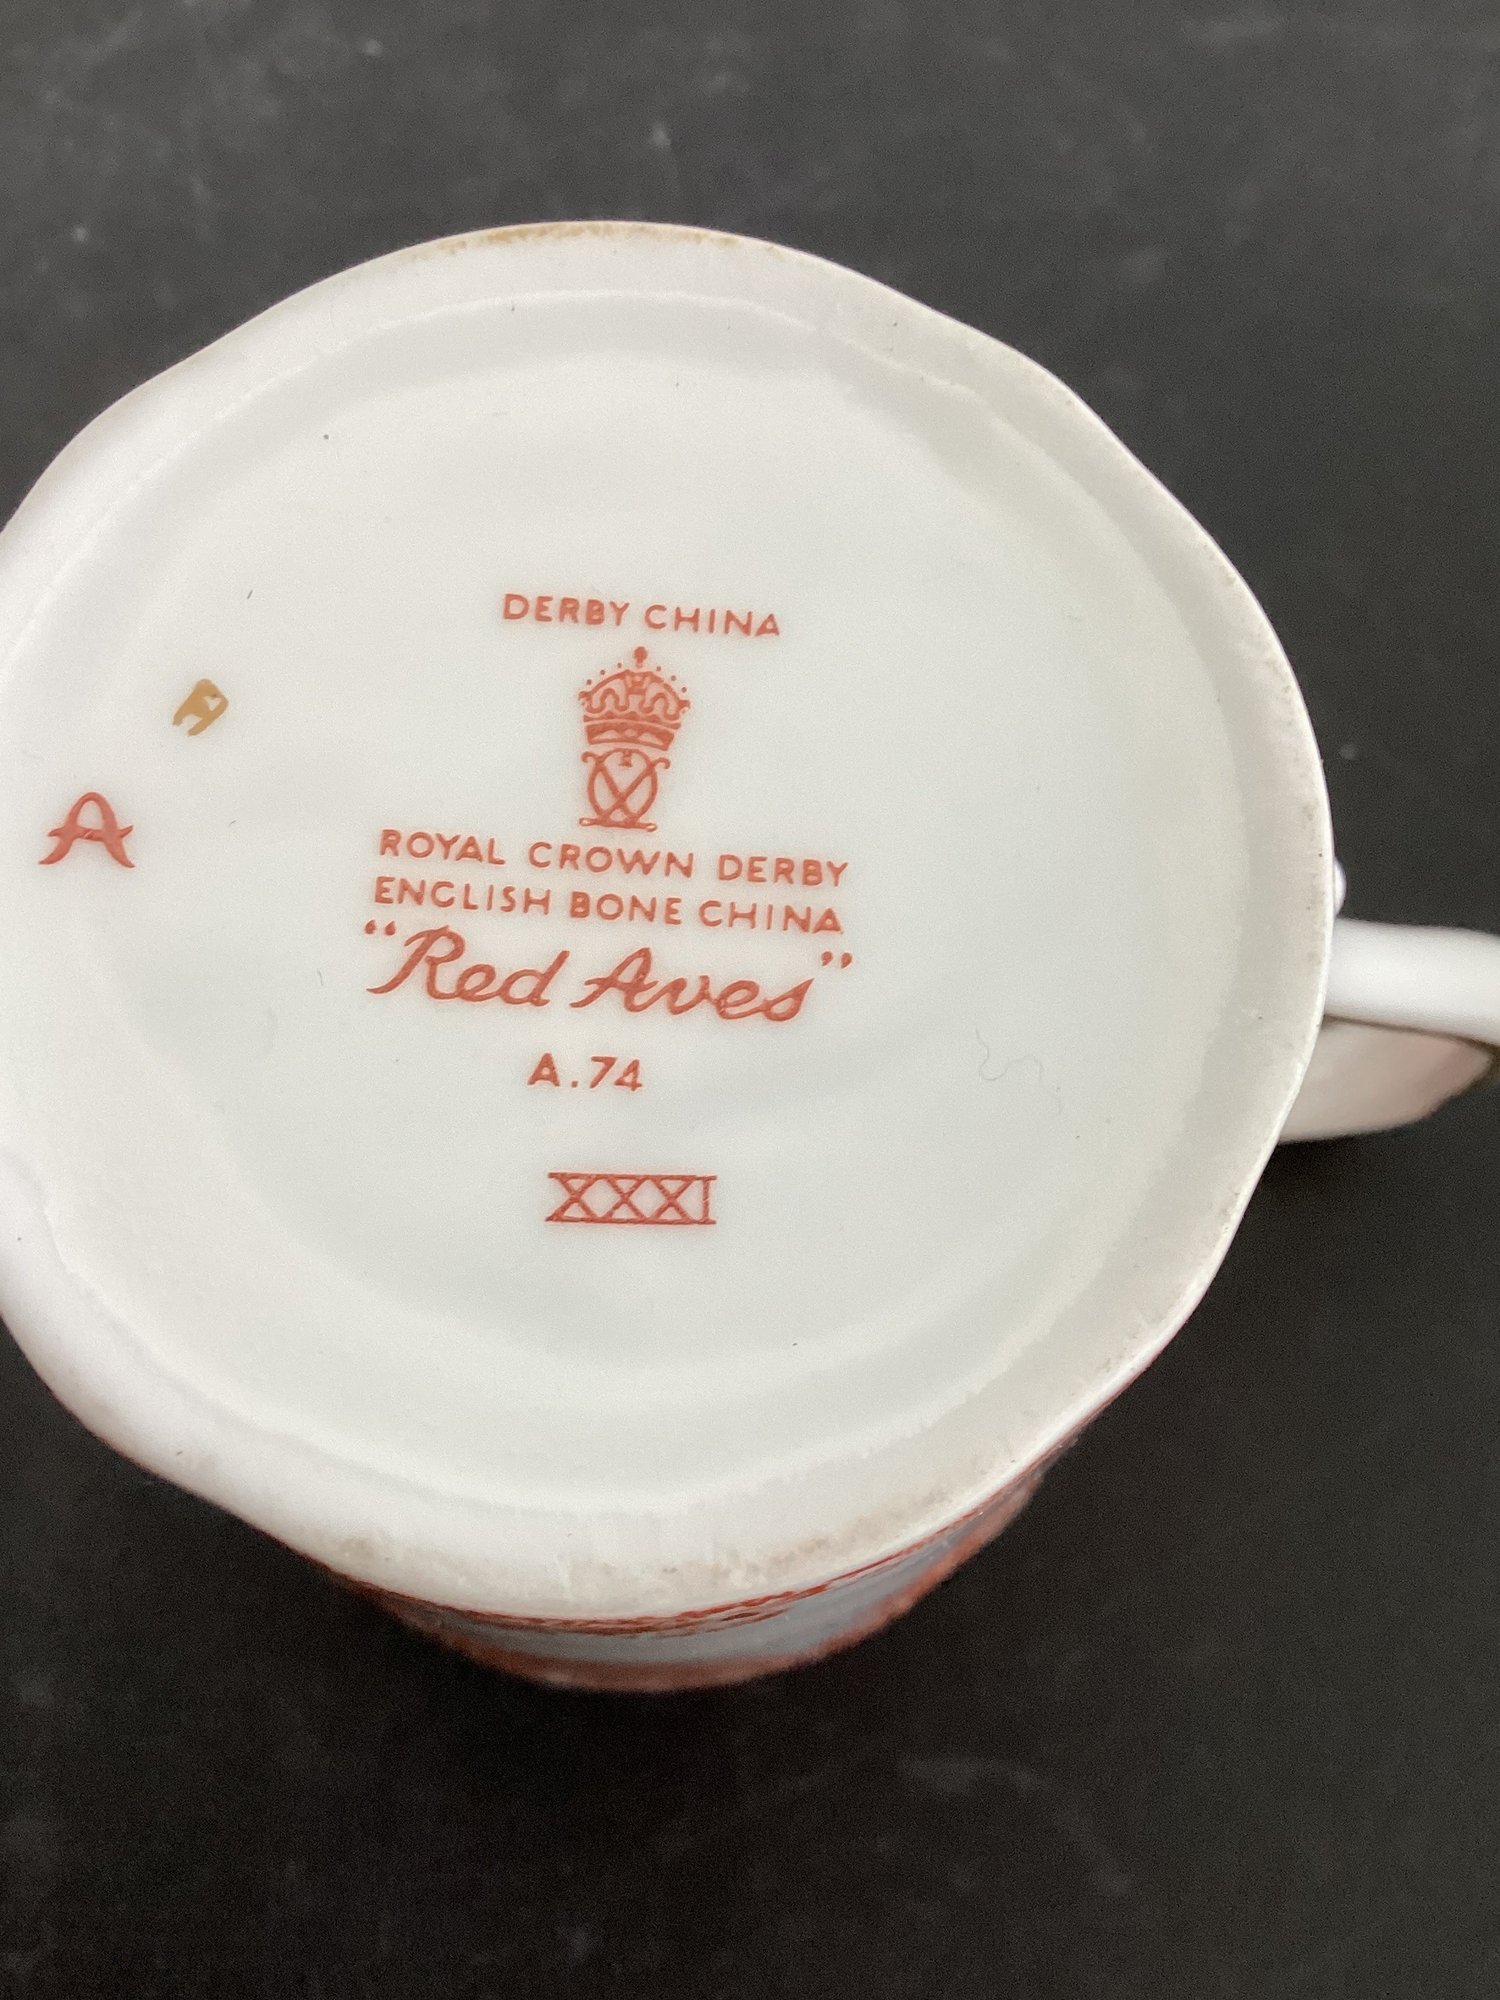 DERBY CHINA
A
ROYAL CROWN DERBY
ENGLISH BONE CHINA
"Red Aves"
A.74
XXXI